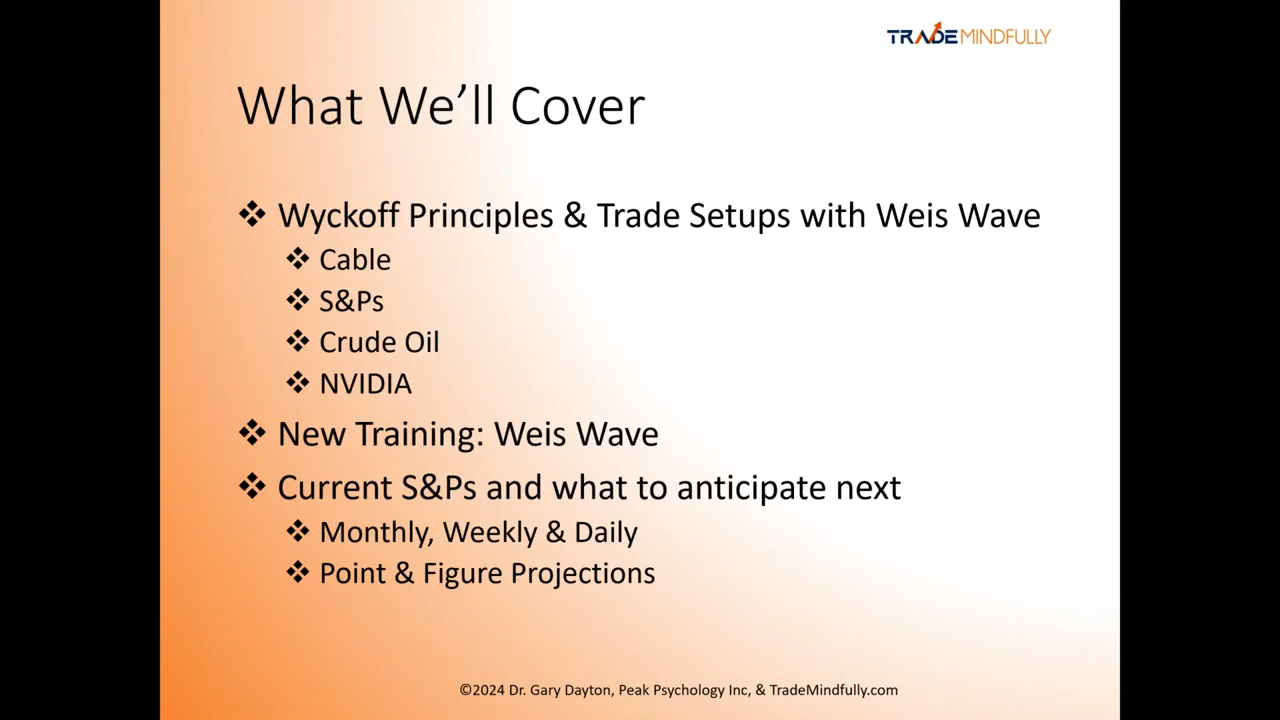 TRADEMINDFULLY
What We’ll Cover
❖ Wyckoff Principles & Trade Setups with Weis Wave
❖ Cable
❖ S&Ps
❖ Crude Oil
❖ NVIDIA
❖ New Training: Weis Wave
❖ Current S&Ps and what to anticipate next
❖ Monthly, Weekly & Daily
❖ Point & Figure Projections
©2024 Dr. Gary Dayton, Peak Psychology Inc, & TradeMindfully.com